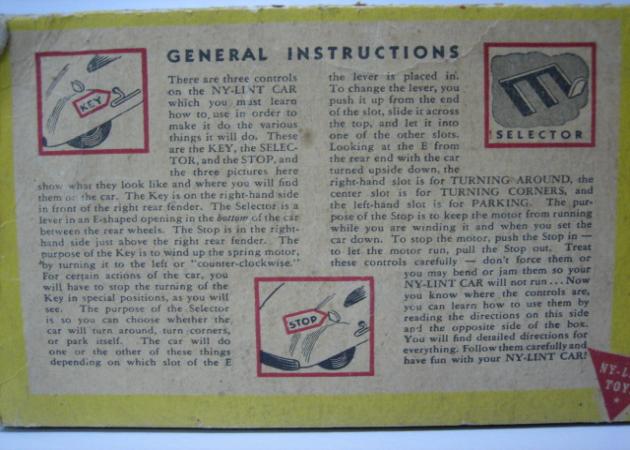 GENERAL INSTRUCTIONS
KEY
There are three controls
on the NY-LINT CAR
which you must learn
how to use in order to
make it do the various
things it will do. These
are the KEY, the SELEC-
TOR, and the STOP, and
the three pictures here
show what they look like and where you will find
them on the car. The Key is on the right-hand side
in front of the right rear fender. The Selector is a
lever in an E-shaped opening in the bottom of the car
between the rear wheels. The Stop is in the right-
hand side just above the right rear fender. The
purpose of the Key is to wind up the spring motor,
by turning it to the left or "counter-clockwise."
For certain actions of the car, you
will have to stop the turning of the
Key in special positions, as you will
see. The purpose of the Selector
is so you can choose whether the
car will turn around, turn corners,
or park itself. The car will do
one or the other of these things
depending on which slot of the E
the lever is placed in.
To change the lever, you
push it up from the end
of the slot, slide it across
the top, and let it into
one of the other slots.
Looking at the E from
the rear end with the car
turned upside down, the
right-hand slot is for TURNING AROUND, the
center slot is for TURNING CORNERS, and
the left-hand slot is for PARKING. The pur-
pose of the Stop is to keep the motor from running
while you are winding it and when you set the
car down. To stop the motor, push the Stop in —
to let the motor run, pull the Stop out. Treat
these controls carefully — don't force them or
you may bend or jam them so your
NY-LINT CAR will not run . . . Now
you know where the controls are,
you can learn how to use them by
reading the directions on this side
and the opposite side of the box.
You will find detailed directions for
everything. Follow them carefully and
have fun with your NY-LINT CAR!
SELECTOR
STOP
NY-L
TOY